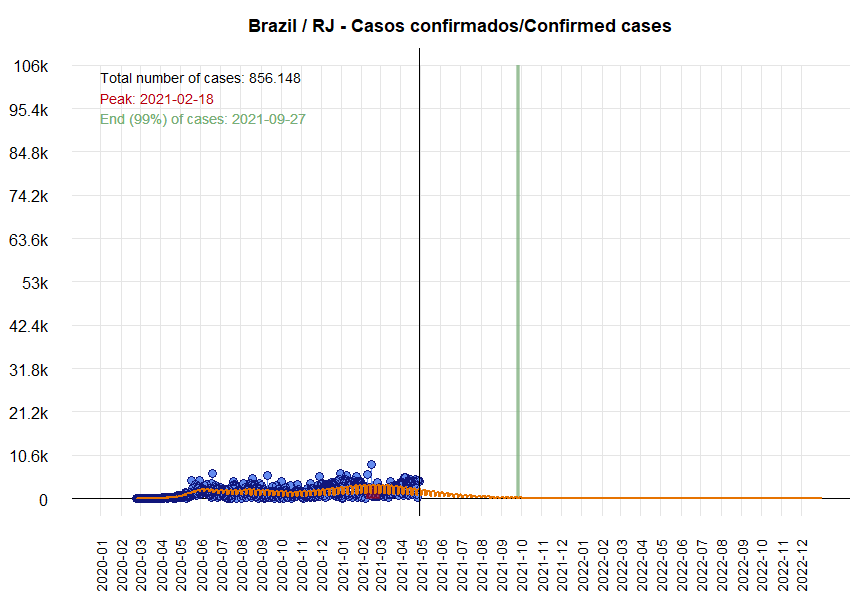 Brazil / RJ - Casos confirmados/Confirmed cases
106k
95.4k
84.8k
74.2k
63.6k
53k
42.4k
31.8k
21.2k
10.6k
0
Total number of cases: 856.148
Peak: 2021-02-18
End (99%) of cases: 2021-09-27
2020-01
2020-02
2020-03
2020-04
2020-05
2020-06
2020-07
2020-08
2020-09
2020-10
2020-11
2020-12
2021-01
2021-02
2021-03
2021-04
2021-05
2021-06
2021-07
2021-08
2021-09
2021-10
2021-11
2021-12
2022-01
2022-02
2022-03
2022-04
2022-05
2022-06
2022-07
2022-08
2022-09
2022-10
2022-11
2022-12